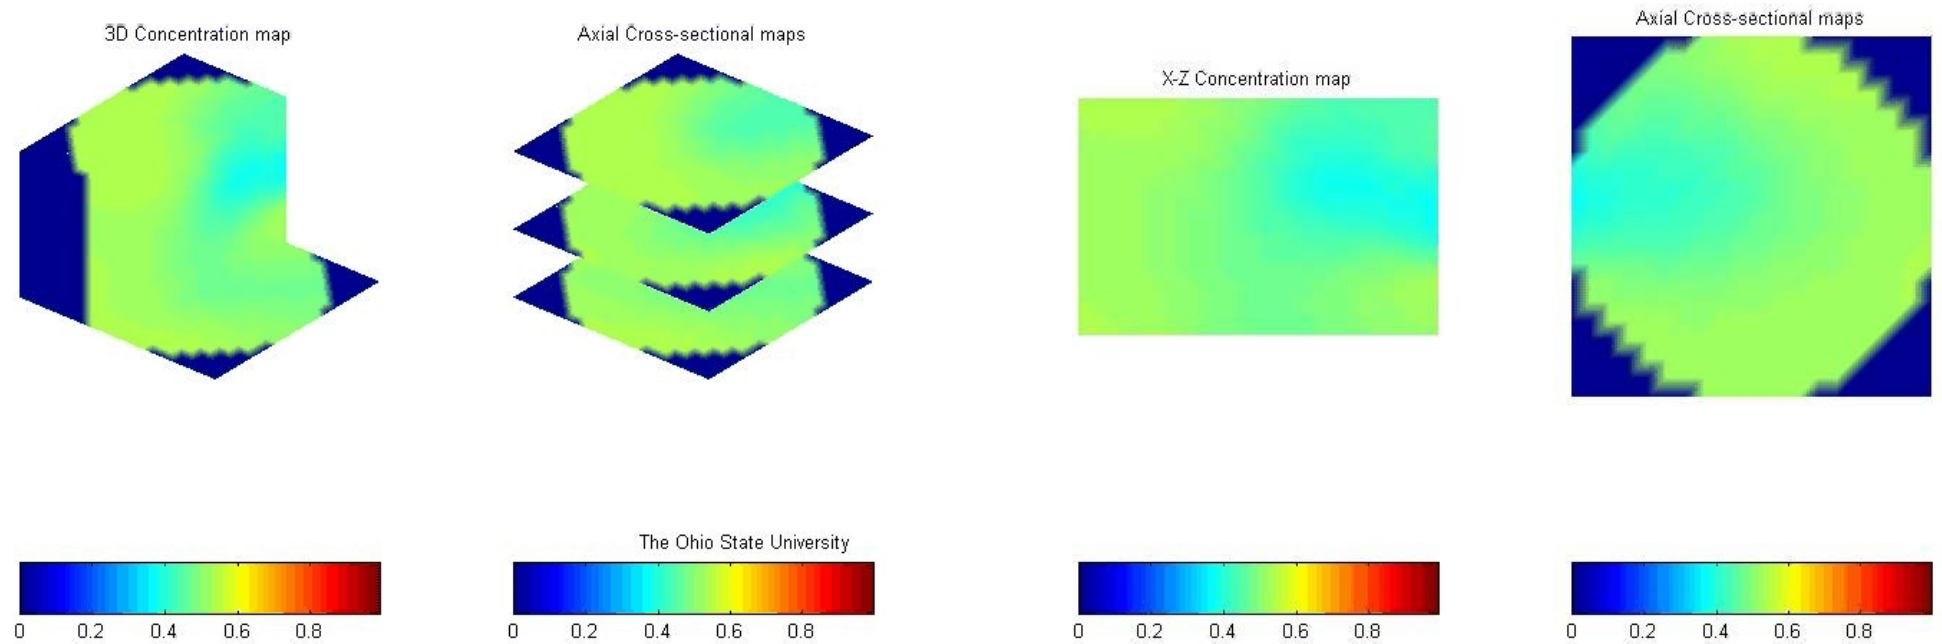 3D Concentration map
Axial Cross-sectional maps
X-Z Concentration map
Axial Cross-sectional maps
The Ohio State University
0 0.2 0.4 0.6 0.8
0 0.2 0.4 0.6 0.8
0 0.2 0.4 0.6 0.8
0 0.2 0.4 0.6 0.8